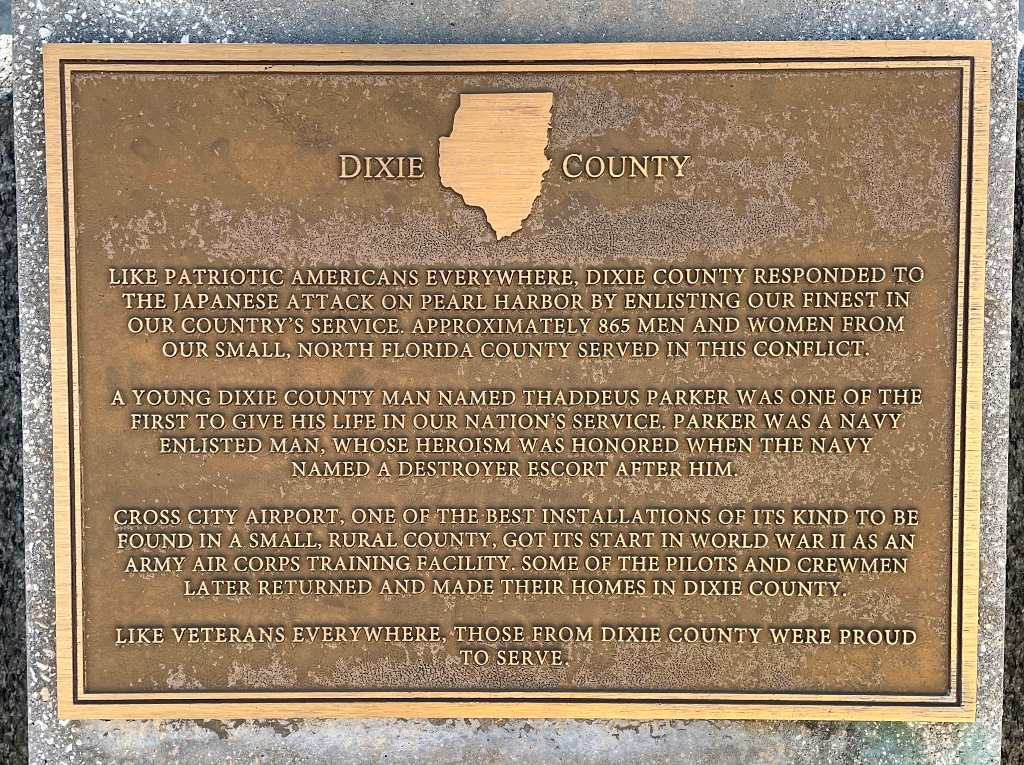 DIXIE COUNTY
LIKE PATRIOTIC AMERICANS EVERYWHERE, DIXIE COUNTY RESPONDED TO
THE JAPANESE ATTACK ON PEARL HARBOR BY ENLISTING OUR FINEST IN
OUR COUNTRY'S SERVICE. APPROXIMATELY 865 MEN AND WOMEN FROM
OUR SMALL, NORTH FLORIDA COUNTY SERVED IN THIS CONFLICT.
A YOUNG DIXIE COUNTY MAN NAMED THADDEUS PARKER WAS ONE OF THE
FIRST TO GIVE HIS LIFE IN OUR NATION'S SERVICE. PARKER WAS A NAVY
ENLISTED MAN, WHOSE HEROISM WAS HONORED WHEN THE NAVY
NAMED A DESTROYER ESCORT AFTER HIM.
CROSS CITY AIRPORT, ONE OF THE BEST INSTALLATIONS OF ITS KIND TO BE
FOUND IN A SMALL, RURAL COUNTY, GOT ITS START IN WORLD WAR II AS AN
ARMY AIR CORPS TRAINING FACILITY. SOME OF THE PILOTS AND CREWMEN
LATER RETURNED AND MADE THEIR HOMES IN DIXIE COUNTY.
LIKE VETERANS EVERYWHERE, THOSE FROM DIXIE COUNTY WERE PROUD
TO SERVE.